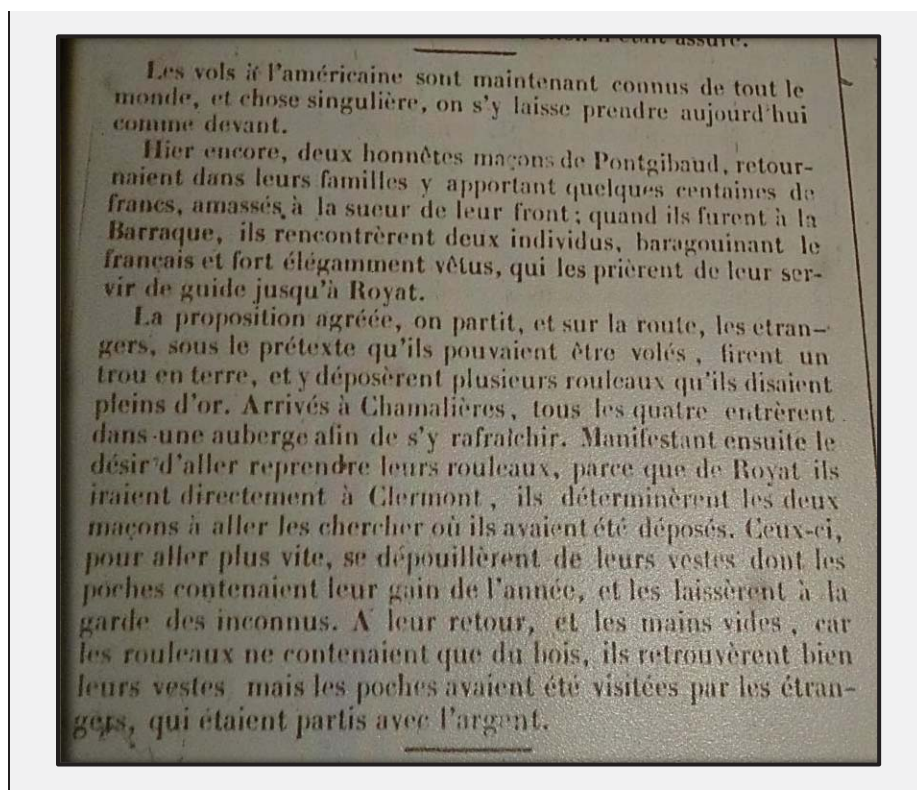 était assuré.
Les vols à l'américaine sont maintenant connus de tout le
monde, et chose singulière, on s'y laisse prendre aujourd'hui
comme devant.
Hier encore, deux honnêtes maçons de Pontgibaud, retour-
naient dans leurs familles y apportant quelques centaines de
francs, amassés à la sueur de leur front ; quand ils furent à la
Barraque, ils rencontrèrent deux individus, baragouinant le
français et fort élégamment vêtus, qui les prièrent de leur ser-
vir de guide jusqu'à Royat.
La proposition agréée, on partit, et sur la route, les etran-
gers, sous le prétexte qu'ils pouvaient être volés , firent un
trou en terre, et y déposèrent plusieurs rouleaux qu'ils disaient
pleins d'or. Arrivés à Chamalières, tous les quatre entrèrent
dans une auberge afin de s'y rafraîchir. Manifestant ensuite le
désir d'aller reprendre leurs rouleaux, parce que de Royat ils
iraient directement à Clermont , ils déterminèrent les deux
maçons à aller les chercher où ils avaient été déposés. Ceux-ci,
pour aller plus vite, se dépouillèrent de leurs vestes dont les
poches contenaient leur gain de l'année, et les laissèrent à la
garde des inconnus. A leur retour, et les mains vides , car
les rouleaux ne contenaient que du bois, ils retrouvèrent bien
leurs vestes mais les poches avaient été visitées par les étran-
gers, qui étaient partis avec l'argent.